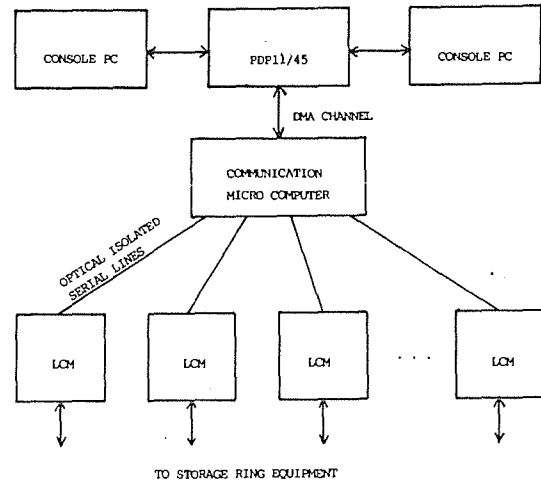 CONSOLE PC
PDP11/45
CONSOLE PC
DMA CHANNEL
COMMUNICATION
MICRO COMPUTER
OPTICAL ISOLATED
SERIAL LINES
LCM
LCM
LCM
. . .
LCM
TO STORAGE RING EQUIPMENT